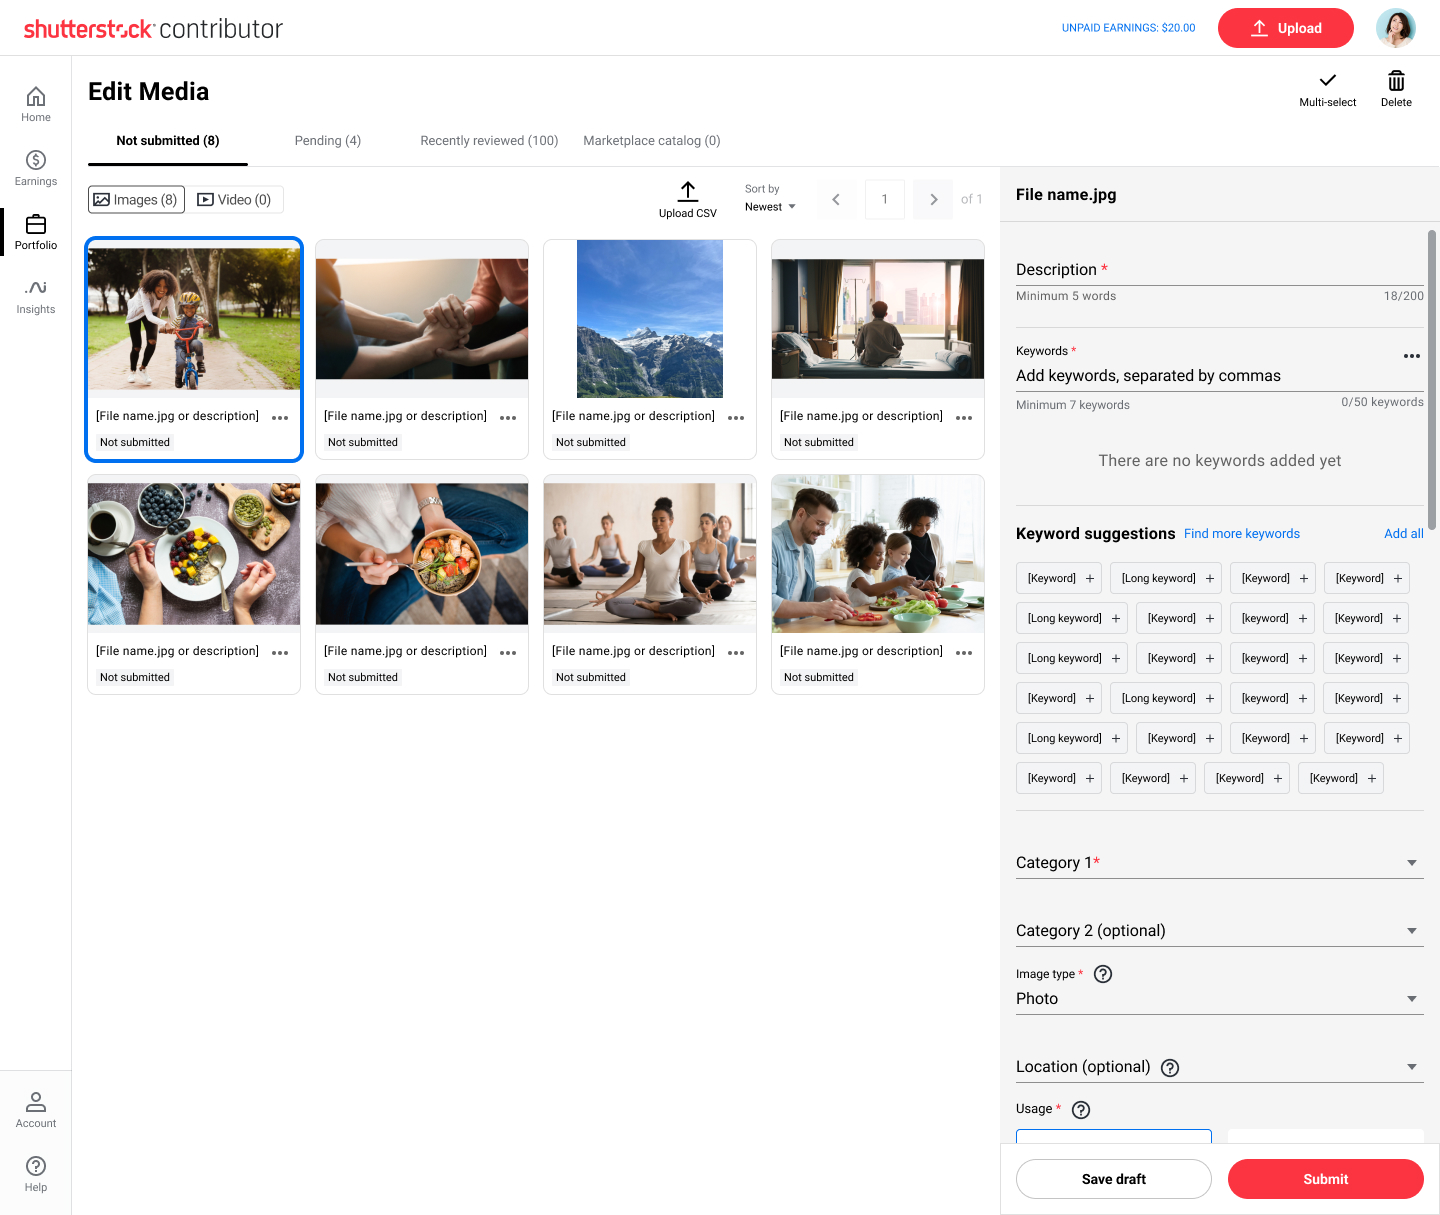 shutterstock contributor
UNPAID EARNINGS: $20.00
Upload
Home
Earnings
Portfolio
Insights
Account
Help
Edit Media
Multi-select
Delete
Not submitted (8)
Pending (4)
Recently reviewed (100)
Marketplace catalog (0)
Images (8)
Video (0)
Upload CSV
Sort by
Newest
1
of 1
[File name.jpg or description]
Not submitted
[File name.jpg or description]
Not submitted
[File name.jpg or description]
Not submitted
[File name.jpg or description]
Not submitted
[File name.jpg or description]
Not submitted
[File name.jpg or description]
Not submitted
[File name.jpg or description]
Not submitted
[File name.jpg or description]
Not submitted
File name.jpg
Description *
Minimum 5 words 18/200
Keywords *
Add keywords, separated by commas
Minimum 7 keywords 0/50 keywords
There are no keywords added yet
Keyword suggestions Find more keywords Add all
[Keyword] + [Long keyword] + [Keyword] + [Keyword] +
[Long keyword] + [Keyword] + [keyword] + [Keyword] +
[Long keyword] + [Keyword] + [keyword] + [Keyword] +
[Keyword] + [Long keyword] + [keyword] + [Keyword] +
[Long keyword] + [Keyword] + [Keyword] + [Keyword] +
[Keyword] + [Keyword] + [Keyword] + [Keyword] +
Category 1*
Category 2 (optional)
Image type *
Photo
Location (optional)
Usage *
Save draft
Submit